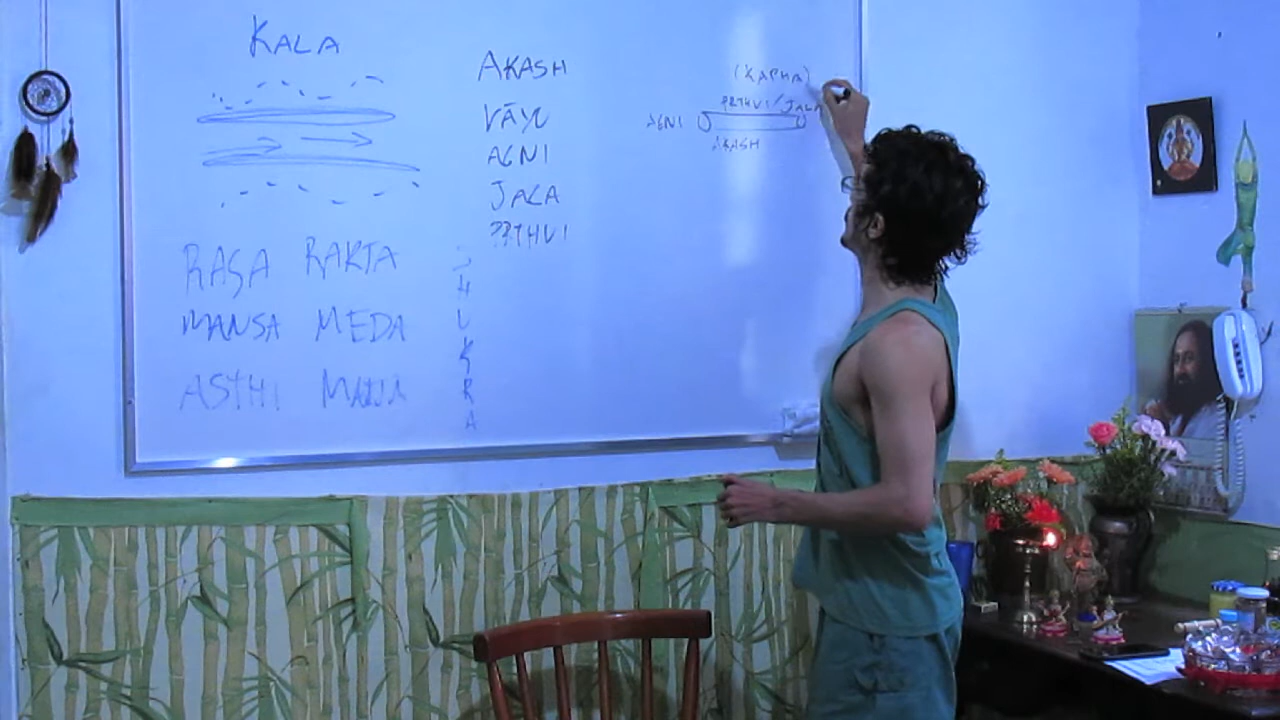 KALA
RASA RAKTA
MANSA MEDA
ASTHI MAJJA
SHUKRA
AKASH
VĀYU
AGNI
JALA
PRTHVI
(KAPHA)
PRTHVI/JALA
AGNI
AKASH